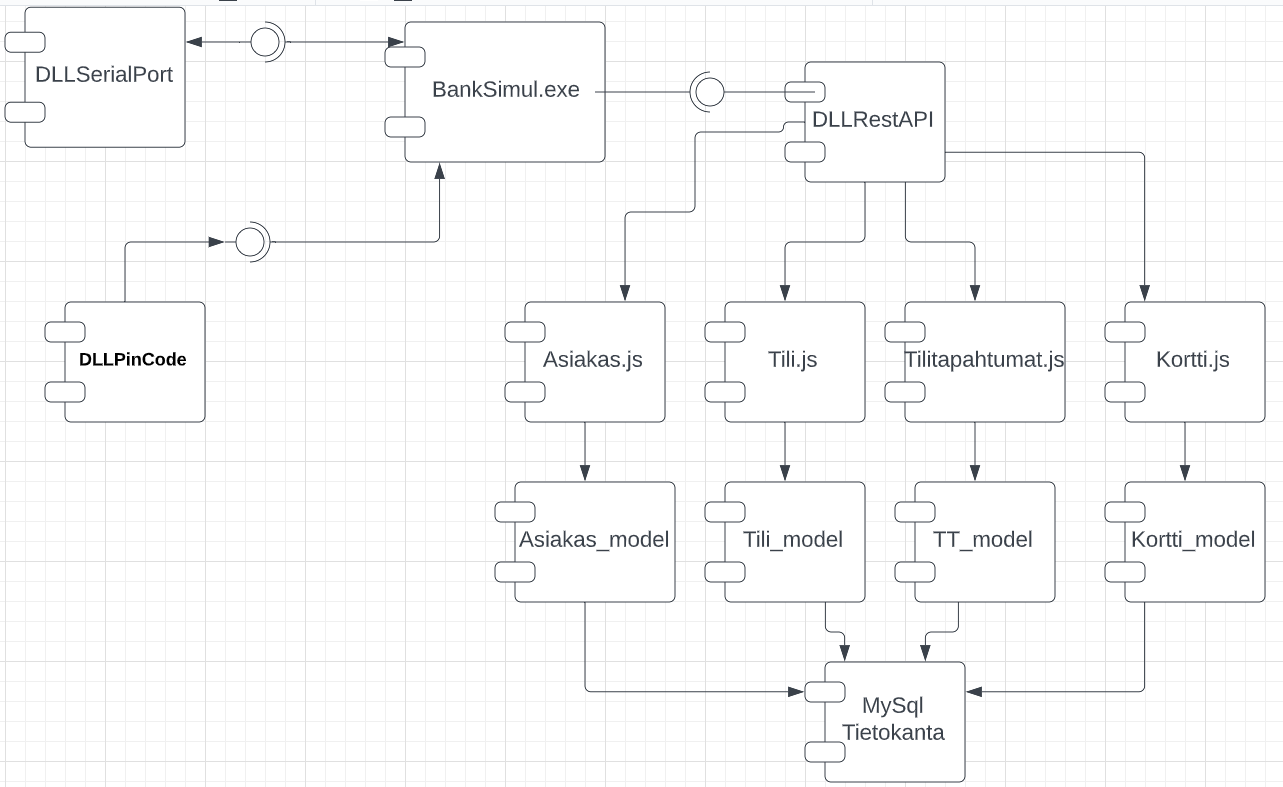 DLLSerialPort
BankSimul.exe
DLLRestAPI
DLLPinCode
Asiakas.js
Tili.js
Tilitapahtumat.js
Kortti.js
Asiakas_model
Tili_model
TT_model
Kortti_model
MySql
Tietokanta